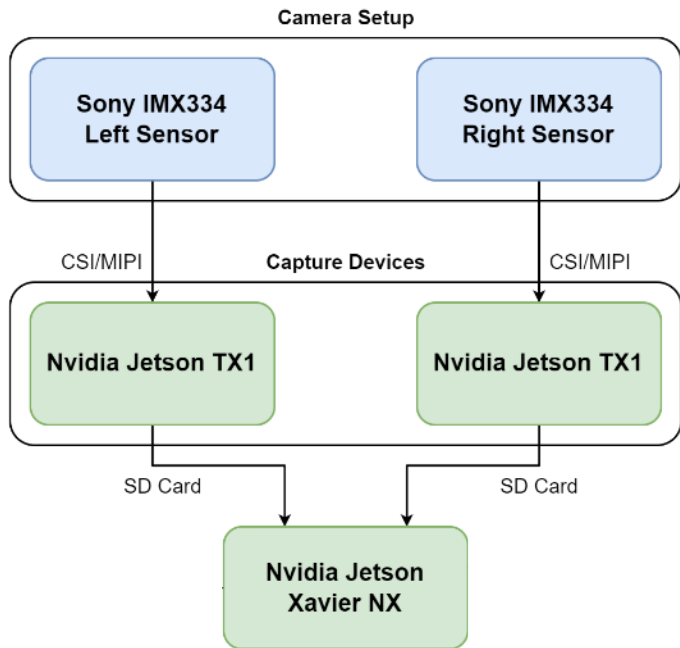 Camera Setup
Sony IMX334
Left Sensor
Sony IMX334
Right Sensor
CSI/MIPI
Capture Devices
CSI/MIPI
Nvidia Jetson TX1
Nvidia Jetson TX1
SD Card
SD Card
Nvidia Jetson
Xavier NX